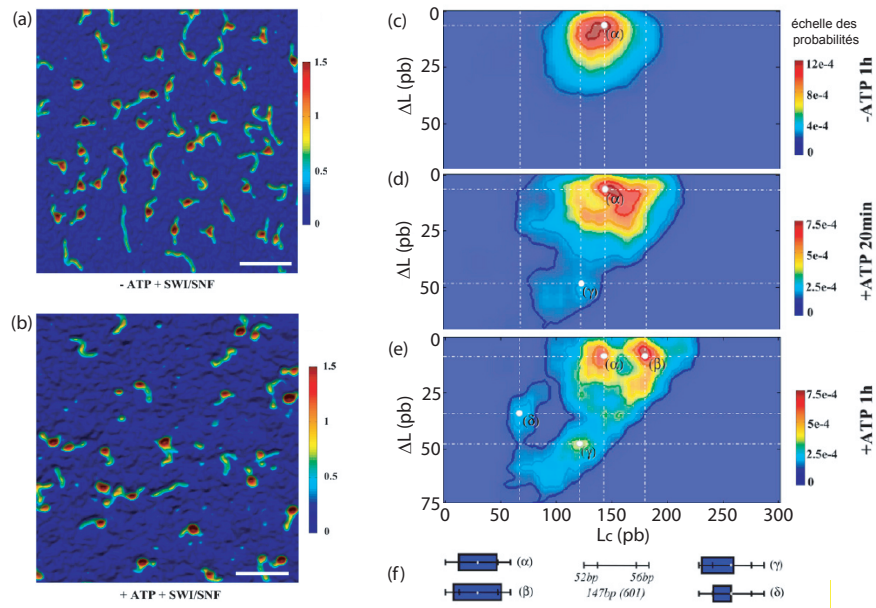 (a)
1.5
1
0.5
0
- ATP + SWI/SNF
(b)
1.5
1
0.5
0
+ ATP + SWI/SNF
(c)
0
25
50
ΔL (pb)
(α)
échelle des
probabilités
12e-4
8e-4
4e-4
0
-ATP 1h
(d)
0
25
50
ΔL (pb)
(α)
(γ)
7.5e-4
5e-4
2.5e-4
0
+ATP 20min
(e)
0
25
50
75
ΔL (pb)
(α)
(β)
(δ)
(γ)
7.5e-4
5e-4
2.5e-4
0
+ATP 1h
0 50 100 150 200 300
Lc (pb)
(f)
(α)
(β)
52bp 56bp
147bp (601)
(γ)
(δ)